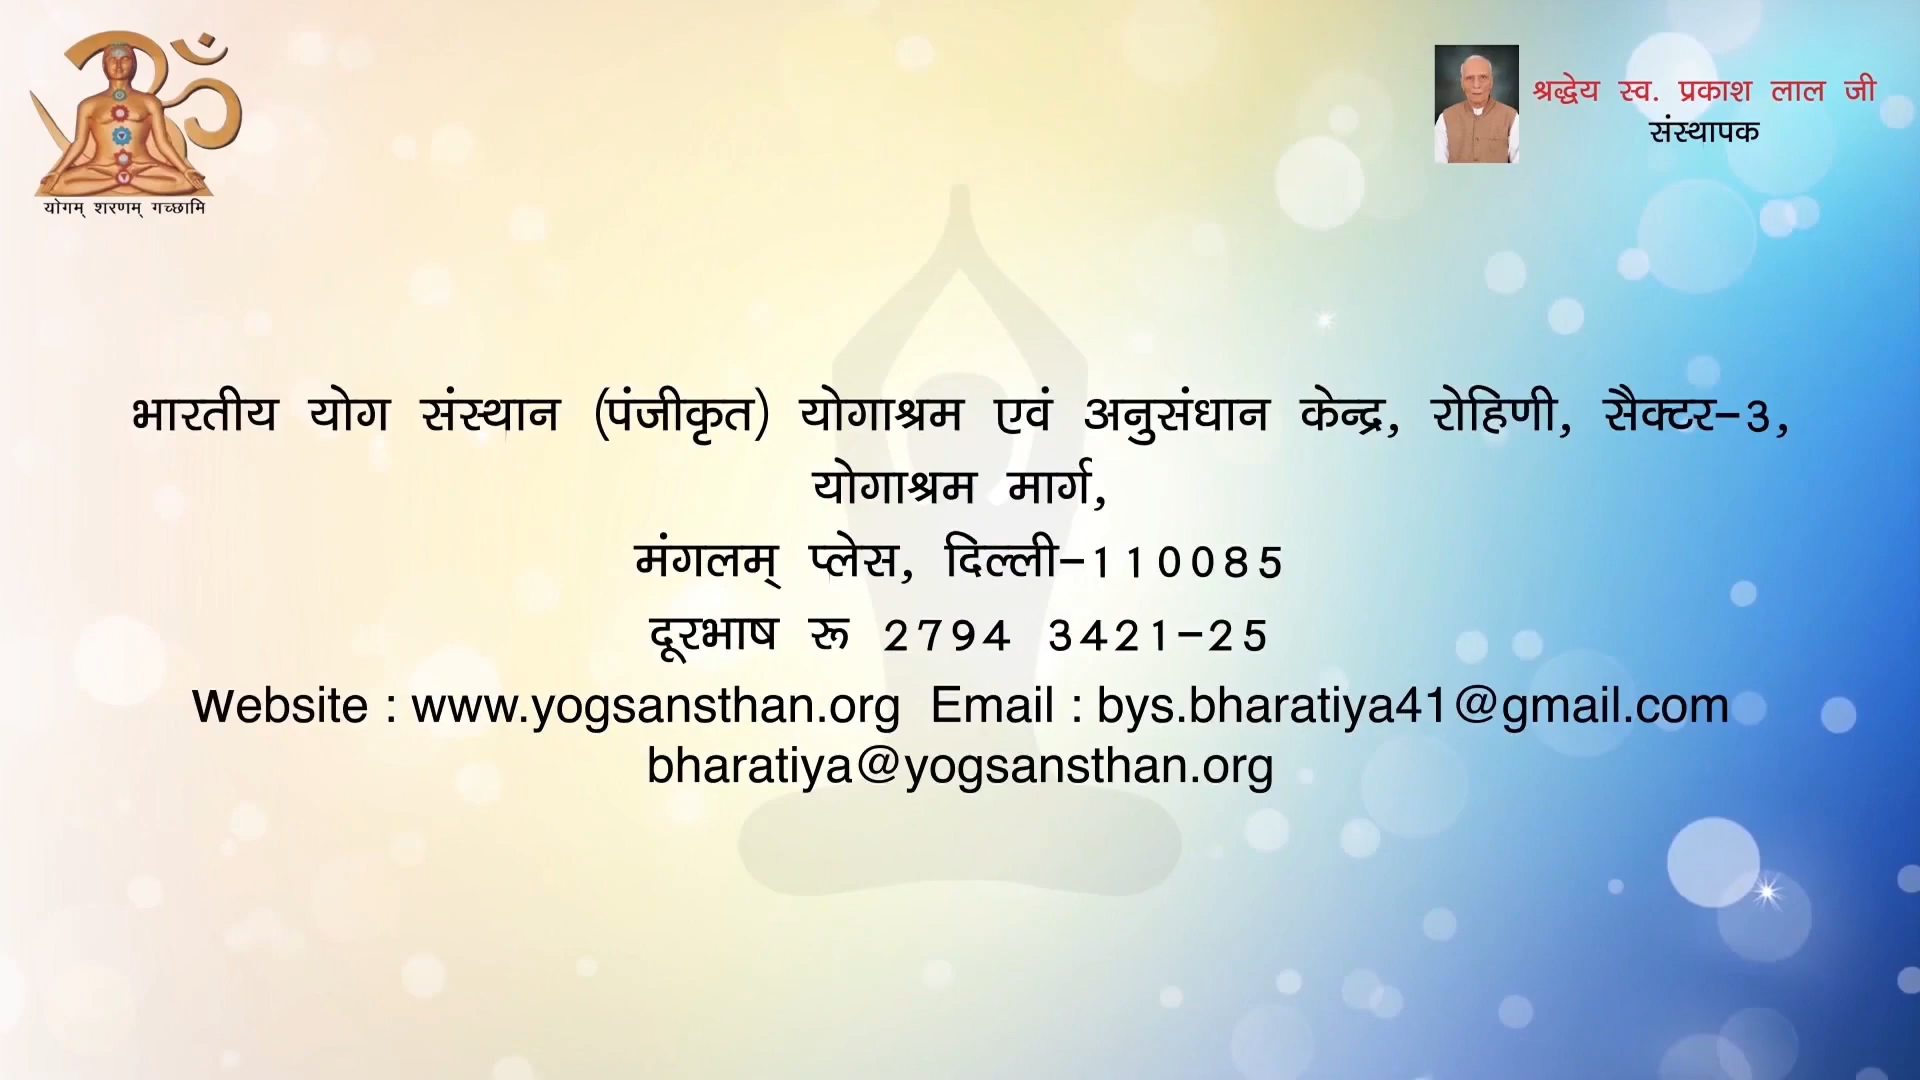 योगम् शरणम् गच्छामि
श्रद्धेय स्व. प्रकाश लाल जी
संस्थापक
भारतीय योग संस्थान (पंजीकृत) योगाश्रम एवं अनुसंधान केन्द्र, रोहिणी, सैक्टर-3,
योगाश्रम मार्ग,
मंगलम् प्लेस, दिल्ली-110085
दूरभाष रू 2794 3421-25
Website : www.yogsansthan.org Email : bys.bharatiya41@gmail.com
bharatiya@yogsansthan.org